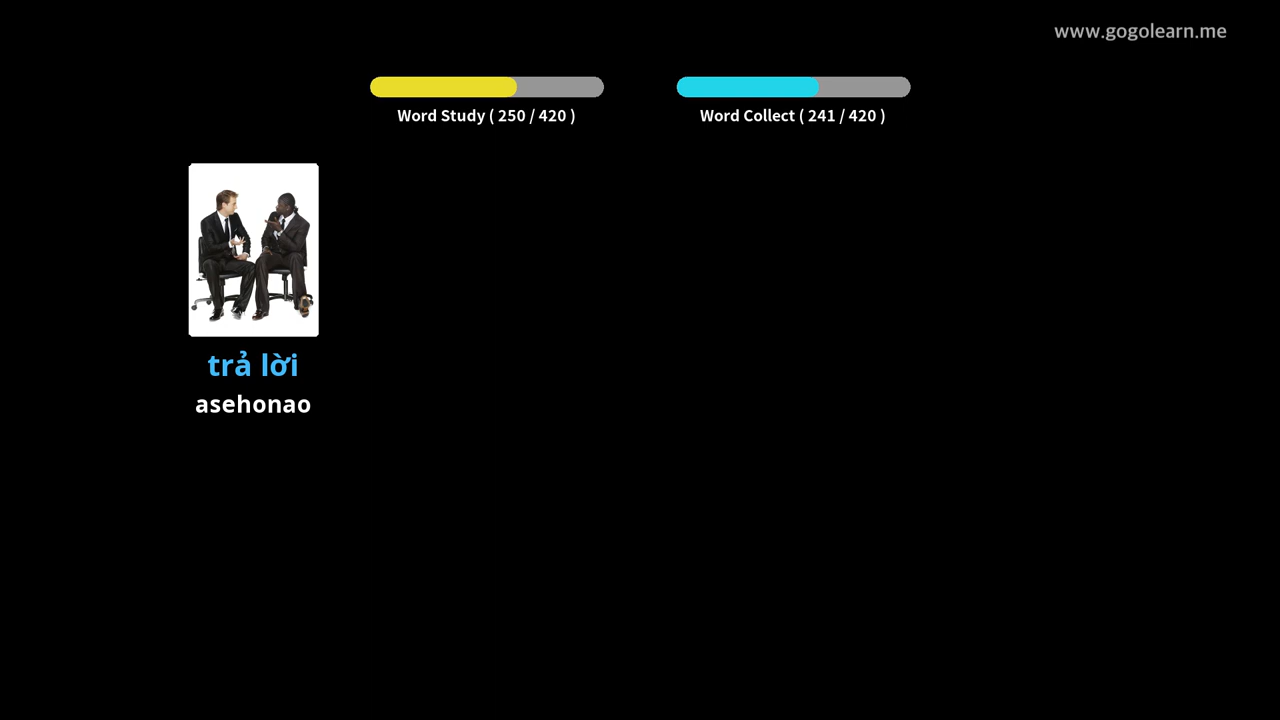 www.gogolearn.me
Word Study ( 250 / 420 )
Word Collect ( 241 / 420 )
trả lời
asehonao